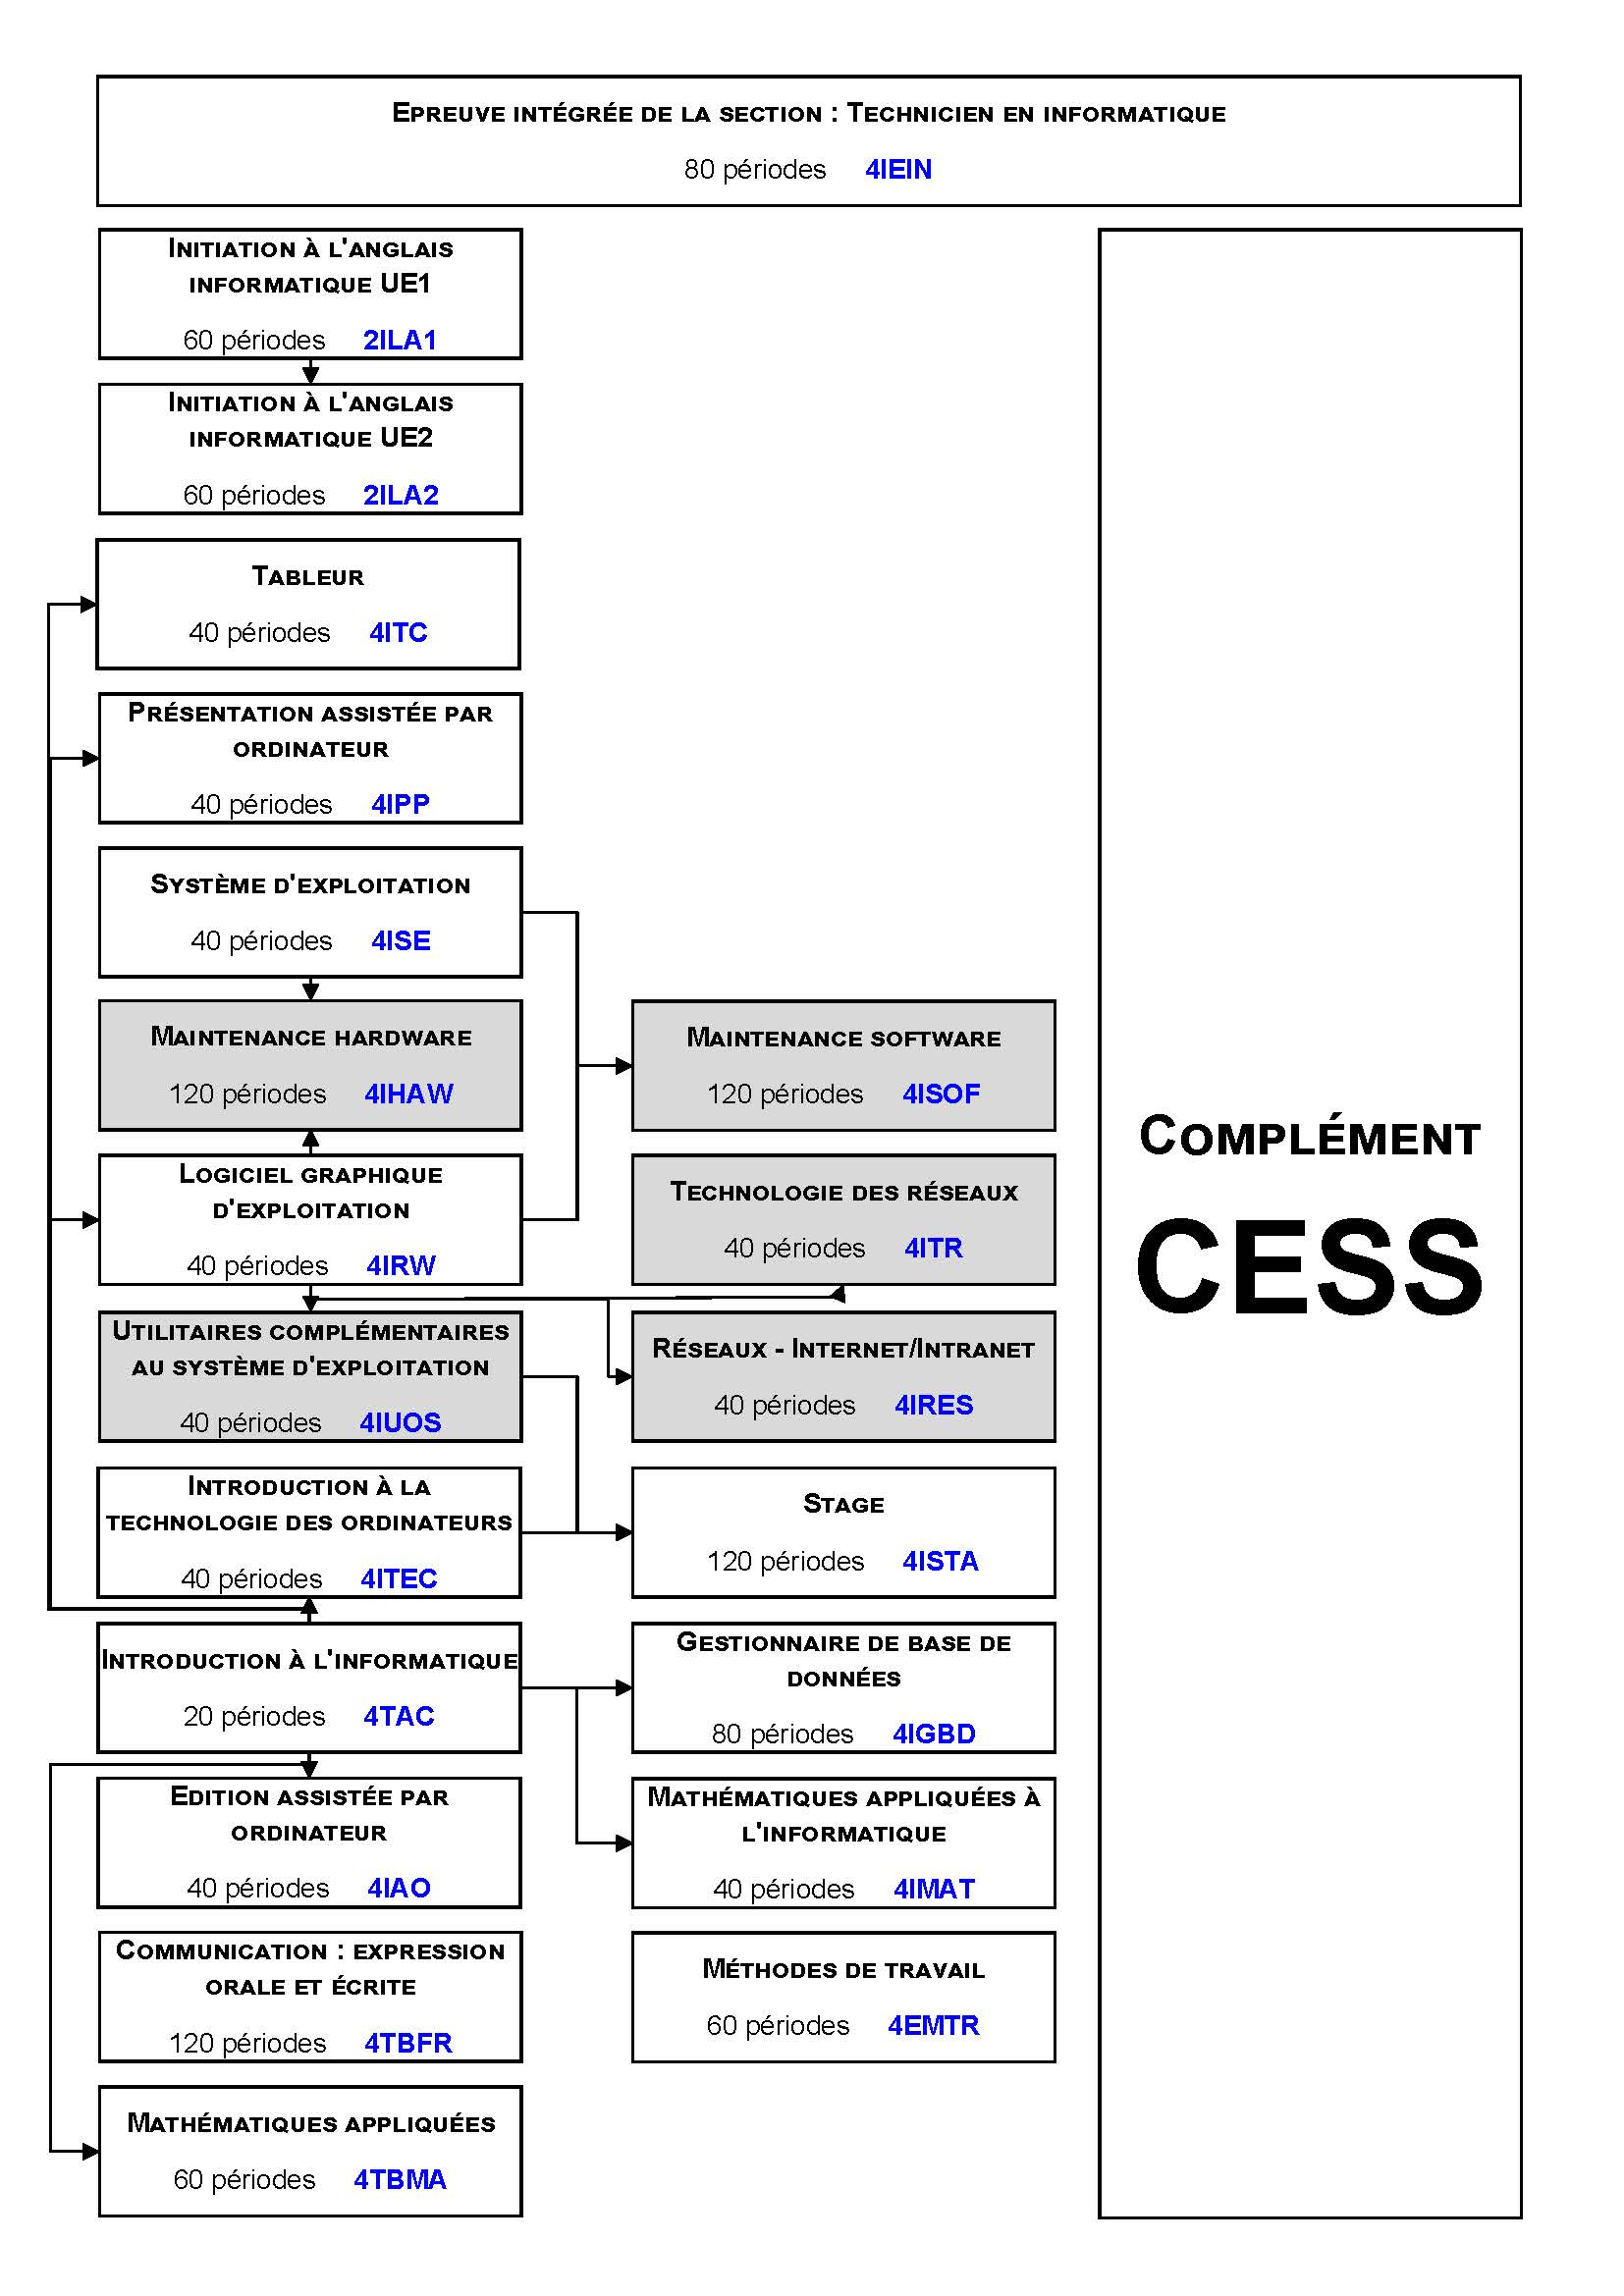 EPREUVE INTÉGRÉE DE LA SECTION : TECHNICIEN EN INFORMATIQUE
80 périodes 4IEIN
INITIATION À L'ANGLAIS
INFORMATIQUE UE1
60 périodes 2ILA1
INITIATION À L'ANGLAIS
INFORMATIQUE UE2
60 périodes 2ILA2
TABLEUR
40 périodes 4ITC
PRÉSENTATION ASSISTÉE PAR
ORDINATEUR
40 périodes 4IPP
SYSTÈME D'EXPLOITATION
40 périodes 4ISE
MAINTENANCE HARDWARE
120 périodes 4IHAW
MAINTENANCE SOFTWARE
120 périodes 4ISOF
LOGICIEL GRAPHIQUE
D'EXPLOITATION
40 périodes 4IRW
TECHNOLOGIE DES RÉSEAUX
40 périodes 4ITR
UTILITAIRES COMPLÉMENTAIRES
AU SYSTÈME D'EXPLOITATION
40 périodes 4IUOS
RÉSEAUX - INTERNET/INTRANET
40 périodes 4IRES
INTRODUCTION À LA
TECHNOLOGIE DES ORDINATEURS
40 périodes 4ITEC
STAGE
120 périodes 4ISTA
INTRODUCTION À L'INFORMATIQUE
20 périodes 4TAC
GESTIONNAIRE DE BASE DE
DONNÉES
80 périodes 4IGBD
EDITION ASSISTÉE PAR
ORDINATEUR
40 périodes 4IAO
MATHÉMATIQUES APPLIQUÉES À
L'INFORMATIQUE
40 périodes 4IMAT
COMMUNICATION : EXPRESSION
ORALE ET ÉCRITE
120 périodes 4TBFR
MÉTHODES DE TRAVAIL
60 périodes 4EMTR
MATHÉMATIQUES APPLIQUÉES
60 périodes 4TBMA
COMPLÉMENT
CESS